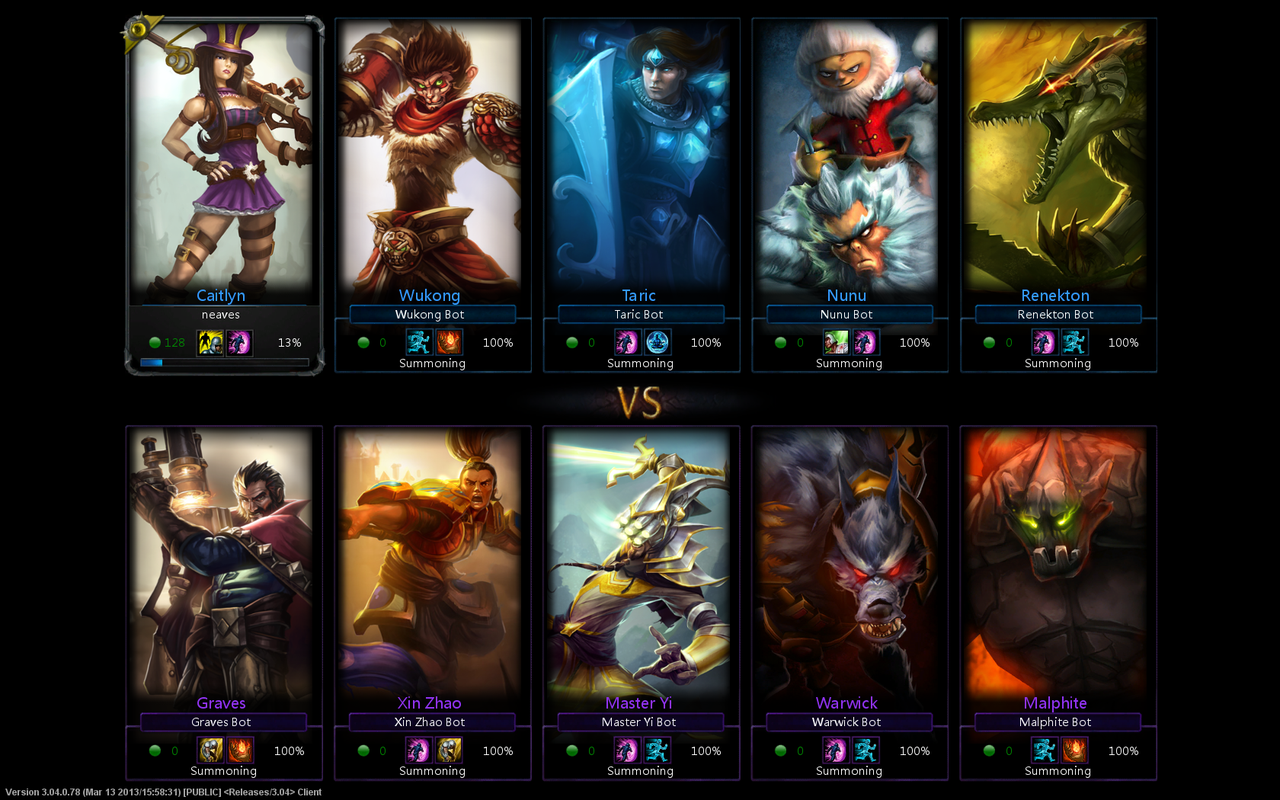 Caitlyn
neaves
128 13%
Wukong
Wukong Bot
0 100%
Summoning
Taric
Taric Bot
0 100%
Summoning
Nunu
Nunu Bot
0 100%
Summoning
Renekton
Renekton Bot
0 100%
Summoning
VS
Graves
Graves Bot
0 100%
Summoning
Xin Zhao
Xin Zhao Bot
0 100%
Summoning
Master Yi
Master Yi Bot
0 100%
Summoning
Warwick
Warwick Bot
0 100%
Summoning
Malphite
Malphite Bot
0 100%
Summoning
Version 3.04.0.78 (Mar 13 2013/15:58:31) [PUBLIC] <Releases/3.04> Client